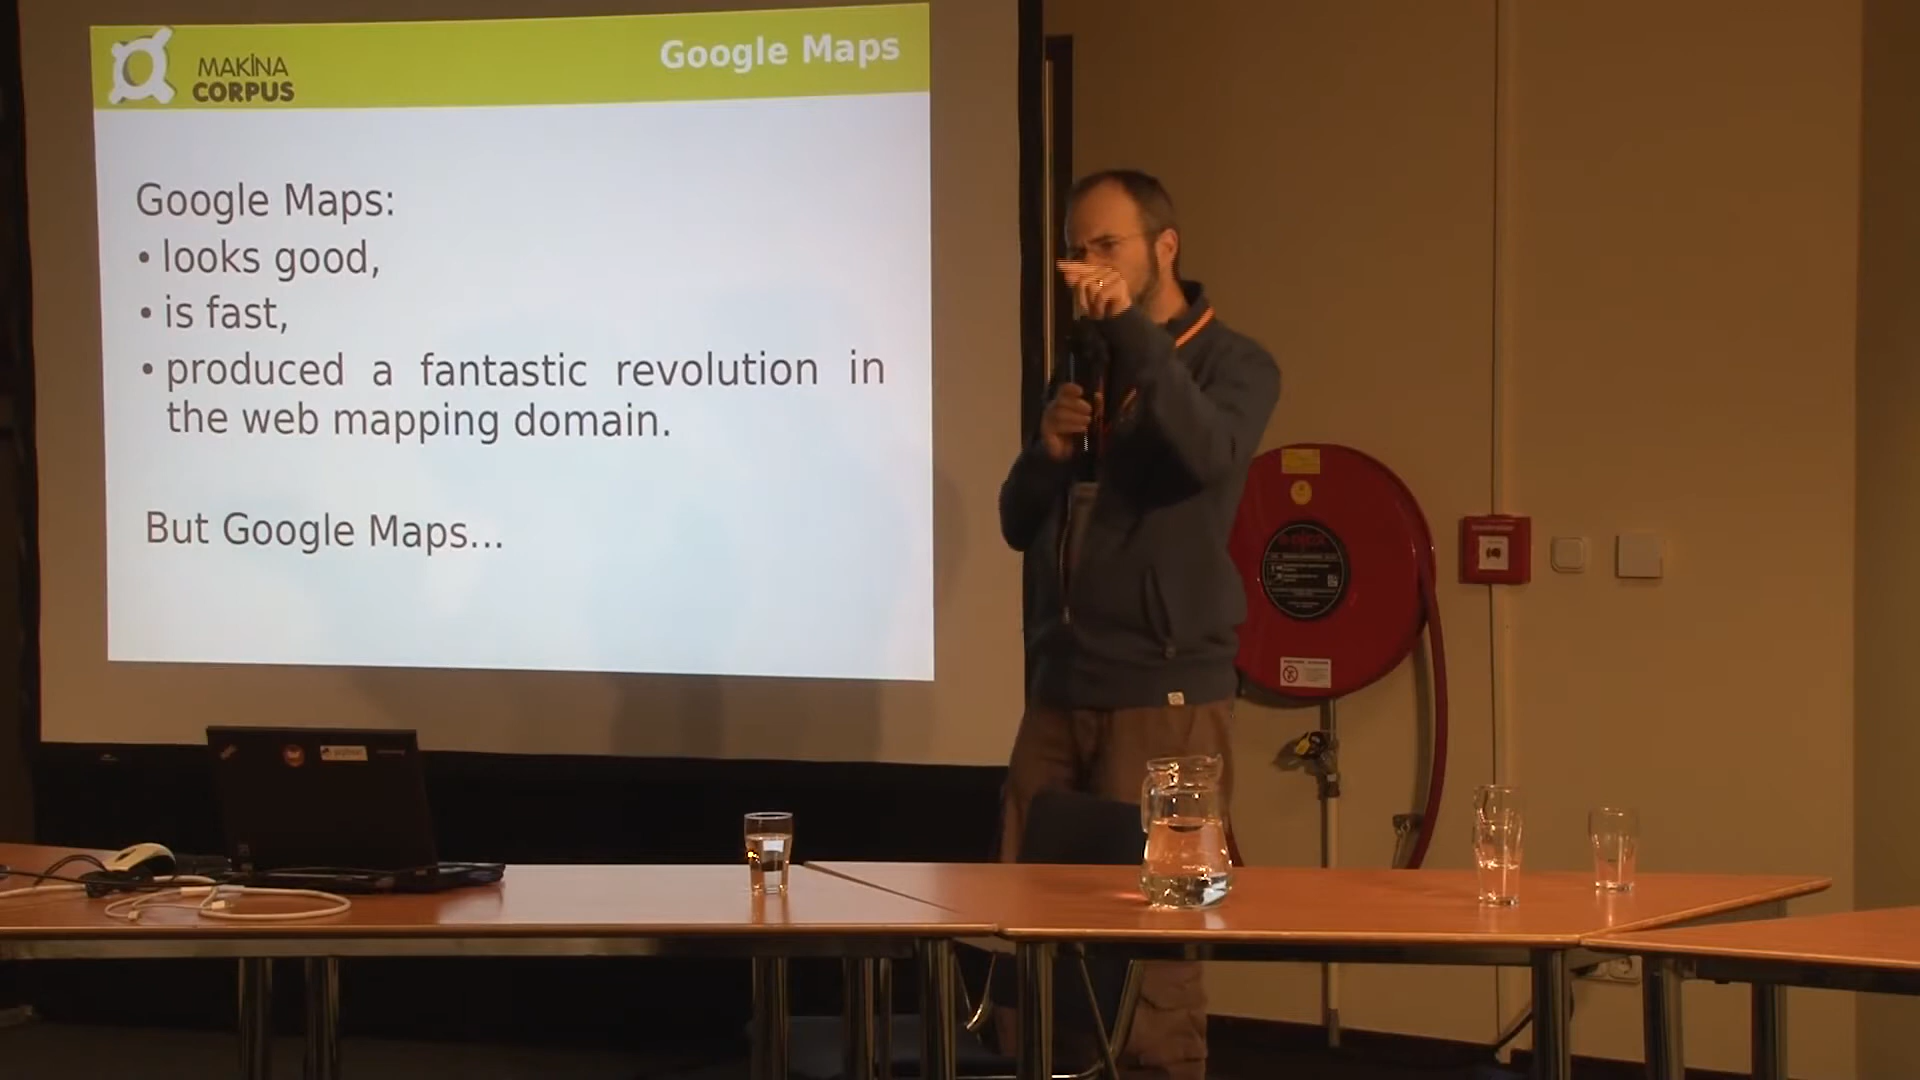 MAKINA
CORPUS
Google Maps
Google Maps:
• looks good,
• is fast,
• produced a fantastic revolution in
the web mapping domain.
But Google Maps...